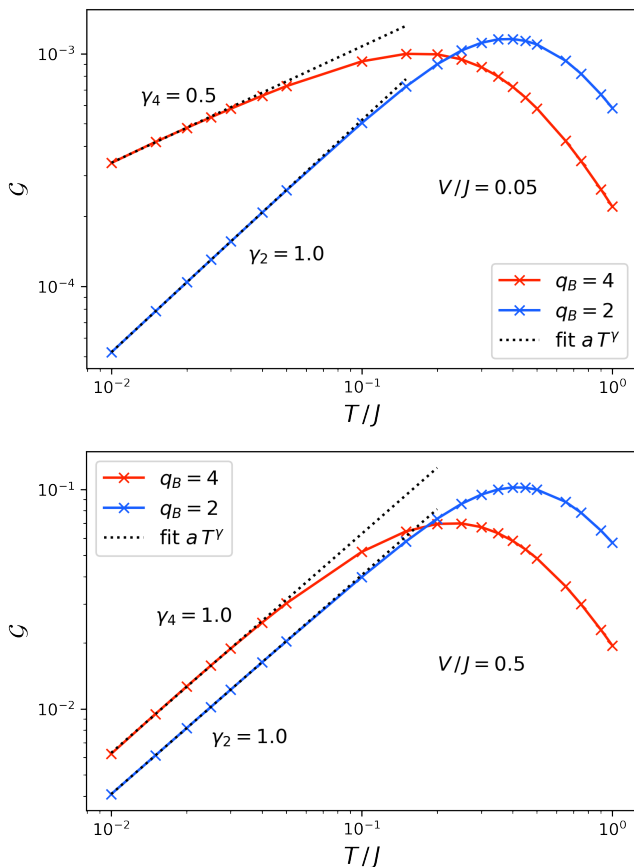 10⁻³
γ₄ = 0.5
𝒢
V/J = 0.05
γ₂ = 1.0
10⁻⁴
q_B = 4
q_B = 2
fit a T^γ
10⁻² 10⁻¹ 10⁰
T/J
q_B = 4
q_B = 2
fit a T^γ
10⁻¹
γ₄ = 1.0
𝒢
V/J = 0.5
10⁻²
γ₂ = 1.0
10⁻² 10⁻¹ 10⁰
T/J